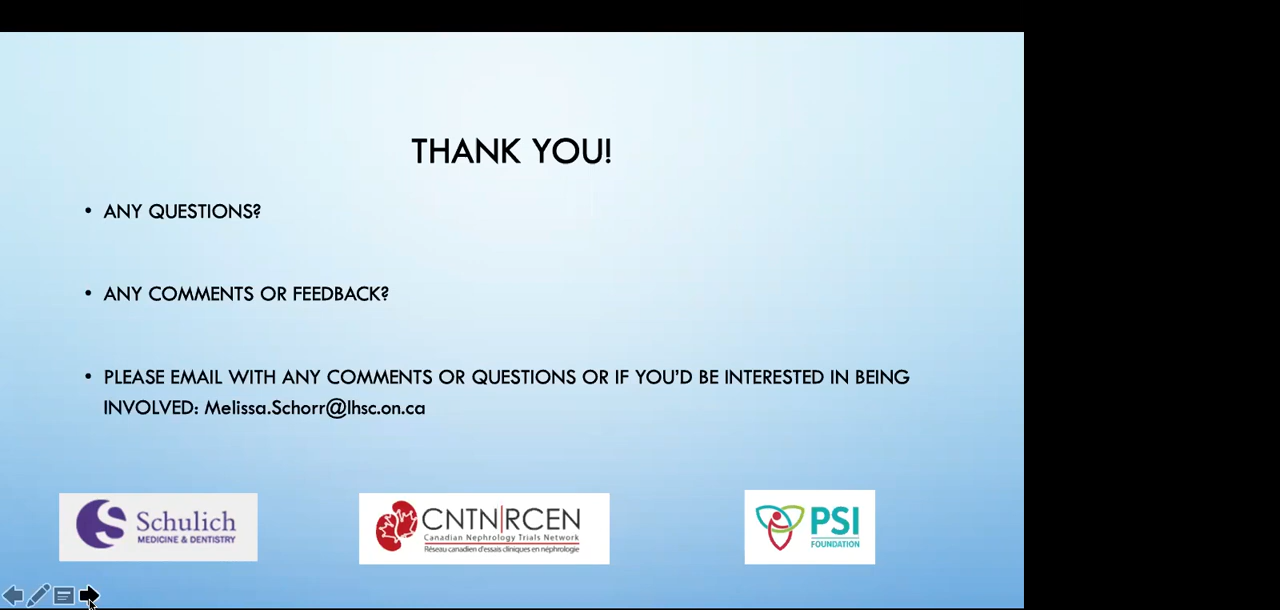 THANK YOU!
• ANY QUESTIONS?
• ANY COMMENTS OR FEEDBACK?
• PLEASE EMAIL WITH ANY COMMENTS OR QUESTIONS OR IF YOU'D BE INTERESTED IN BEING
INVOLVED: Melissa.Schorr@lhsc.on.ca
Schulich
MEDICINE & DENTISTRY
CNTN|RCEN
Canadian Nephrology Trials Network
Réseau canadien d'essais cliniques en néphrologie
PSI
FOUNDATION